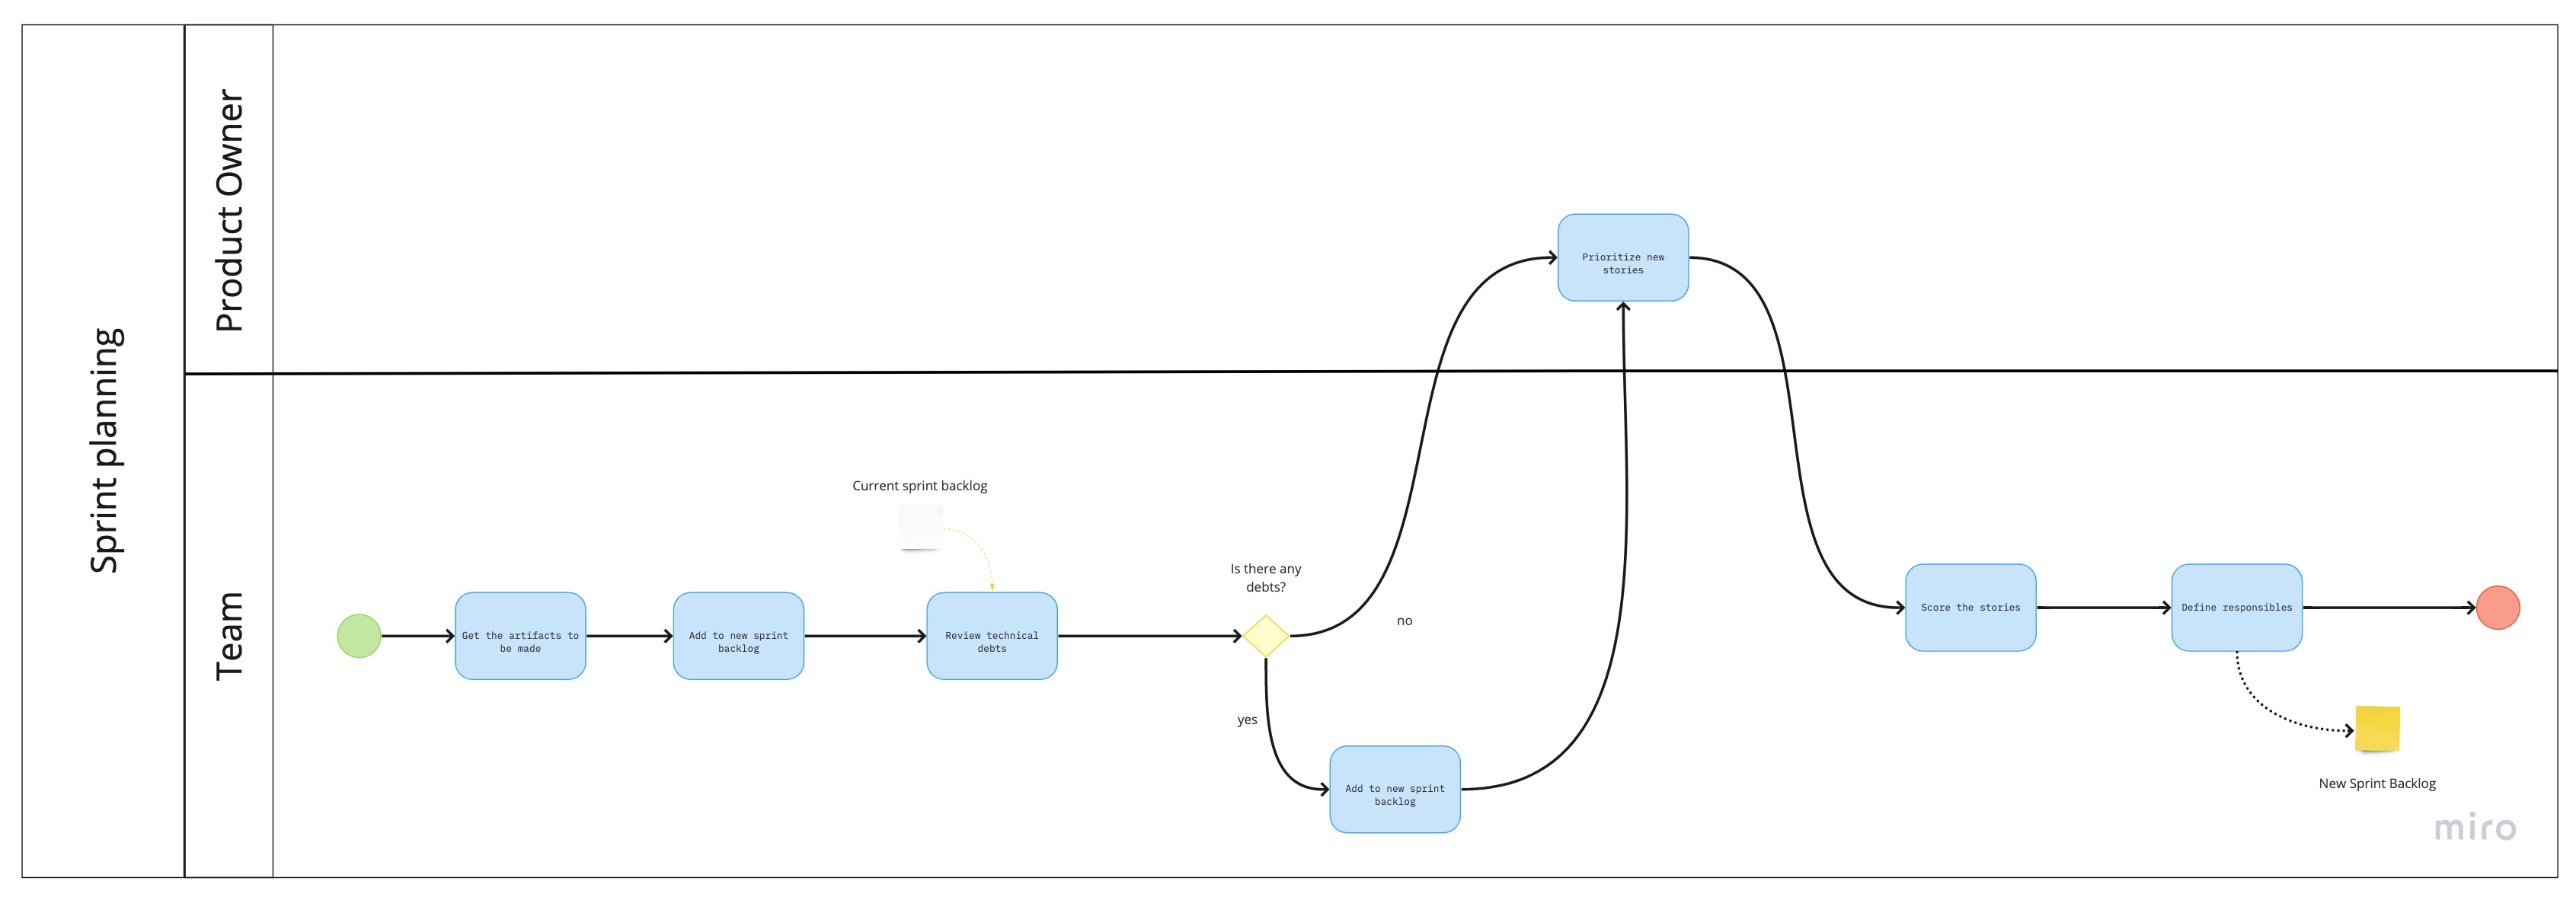 Sprint planning
Product Owner
Team
Prioritize new
stories
Current sprint backlog
Is there any
debts?
no
yes
Get the artifacts to
be made
Add to new sprint
backlog
Review technical
debts
Add to new sprint
backlog
Score the stories
Define responsibles
New Sprint Backlog
miro